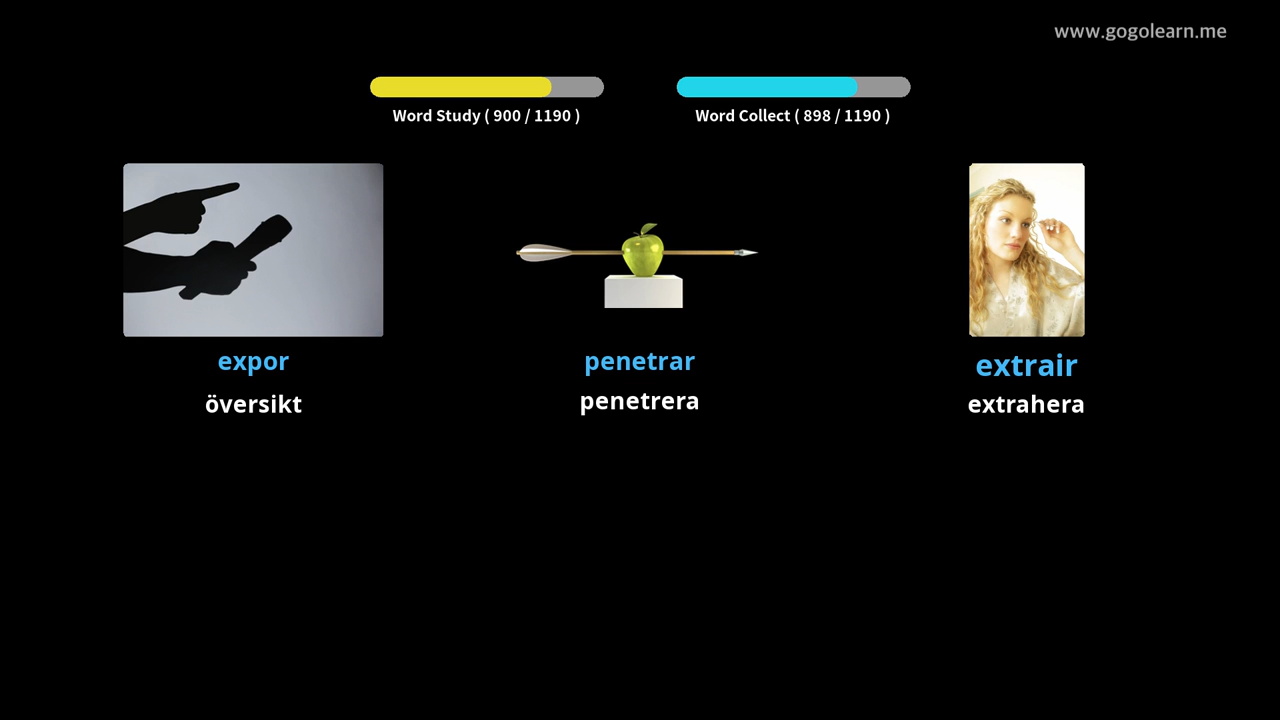 www.gogolearn.me
Word Study ( 900 / 1190 )
Word Collect ( 898 / 1190 )
expor
översikt
penetrar
penetrera
extrair
extrahera